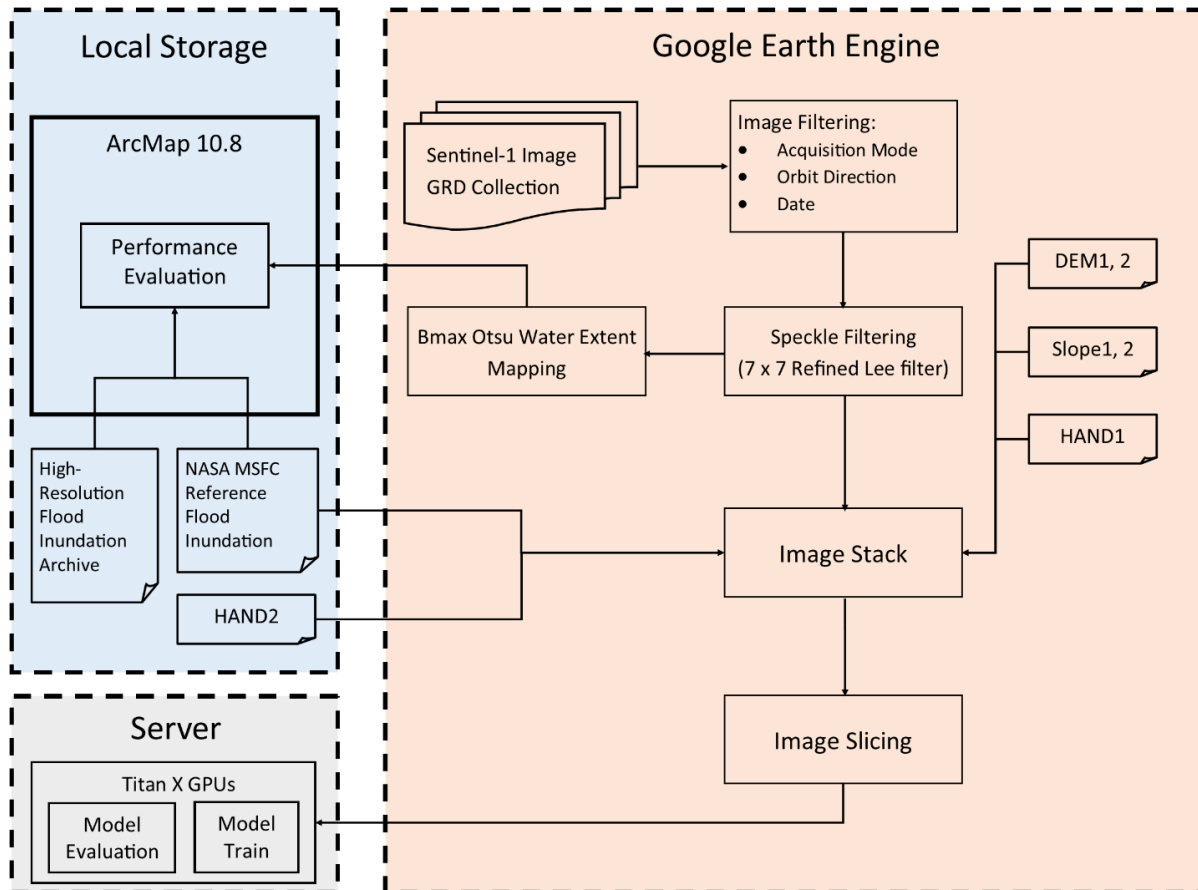 Local Storage
ArcMap 10.8
Performance
Evaluation
High-
Resolution
Flood
Inundation
Archive
NASA MSFC
Reference
Flood
Inundation
HAND2
Server
Titan X GPUs
Model
Evaluation
Model
Train
Google Earth Engine
Sentinel-1 Image
GRD Collection
Image Filtering:
● Acquisition Mode
● Orbit Direction
● Date
Bmax Otsu Water Extent
Mapping
Speckle Filtering
(7 x 7 Refined Lee filter)
DEM1, 2
Slope1, 2
HAND1
Image Stack
Image Slicing